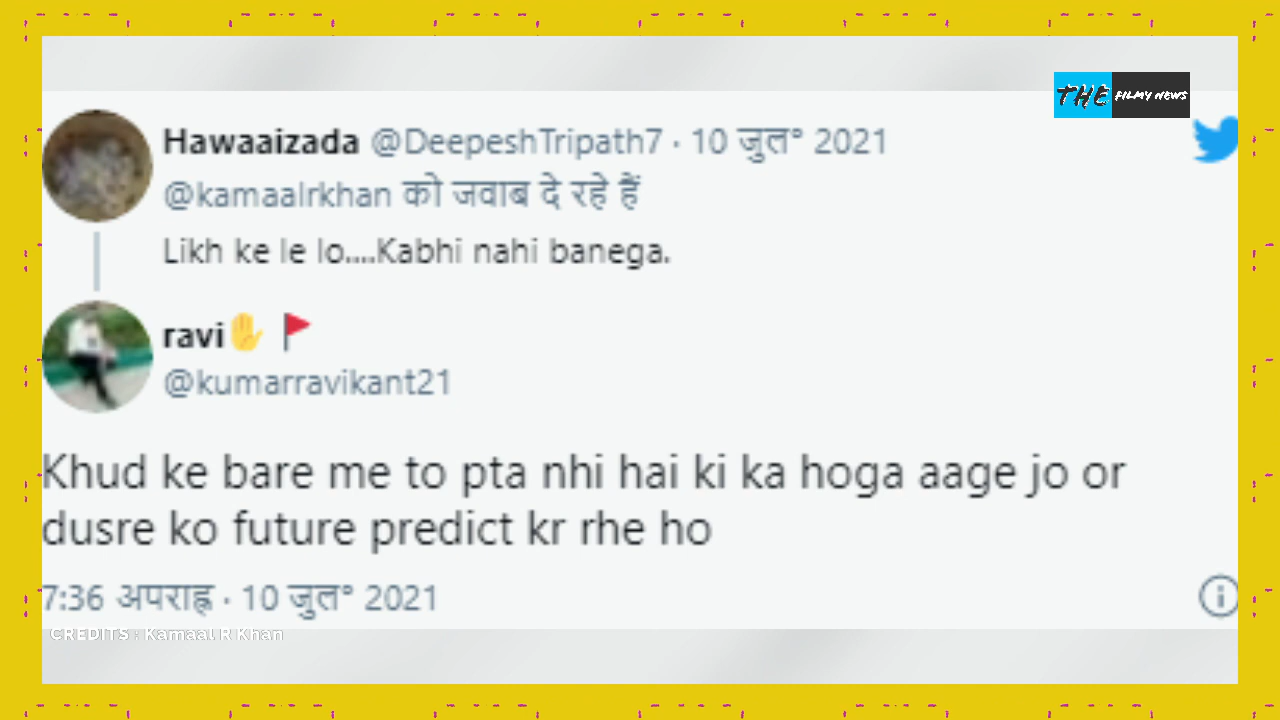 THE FILMY NEWS
Hawaaizada @DeepeshTripath7 · 10 जुल° 2021
@kamaalrkhan को जवाब दे रहे हैं
Likh ke le lo....Kabhi nahi banega.
ravi✋ 🚩
@kumarravikant21
Khud ke bare me to pta nhi hai ki ka hoga aage jo or
dusre ko future predict kr rhe ho
7:36 अपराह्न · 10 जुल° 2021
CREDITS : Kamaal R Khan